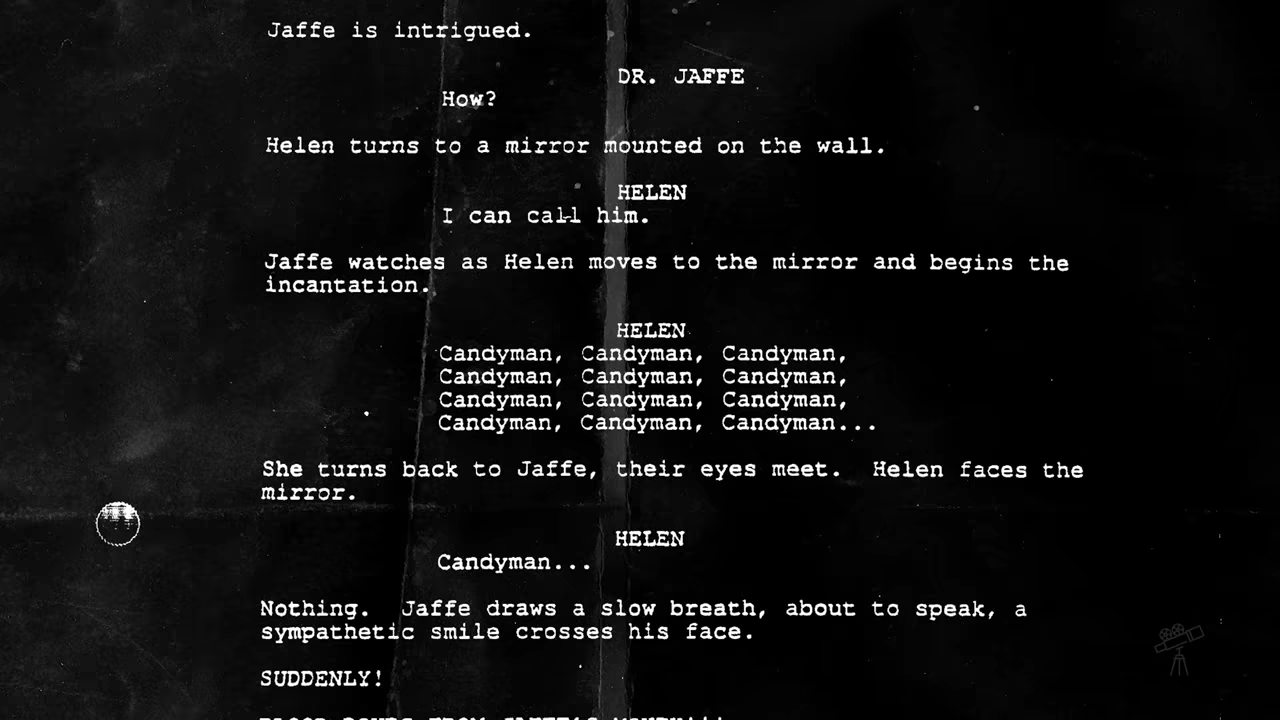 Jaffe is intrigued.
DR. JAFFE
How?
Helen turns to a mirror mounted on the wall.
HELEN
I can call him.
Jaffe watches as Helen moves to the mirror and begins the
incantation.
HELEN
Candyman, Candyman, Candyman,
Candyman, Candyman, Candyman,
Candyman, Candyman, Candyman,
Candyman, Candyman, Candyman...
She turns back to Jaffe, their eyes meet. Helen faces the
mirror.
HELEN
Candyman...
Nothing. Jaffe draws a slow breath, about to speak, a
sympathetic smile crosses his face.
SUDDENLY!